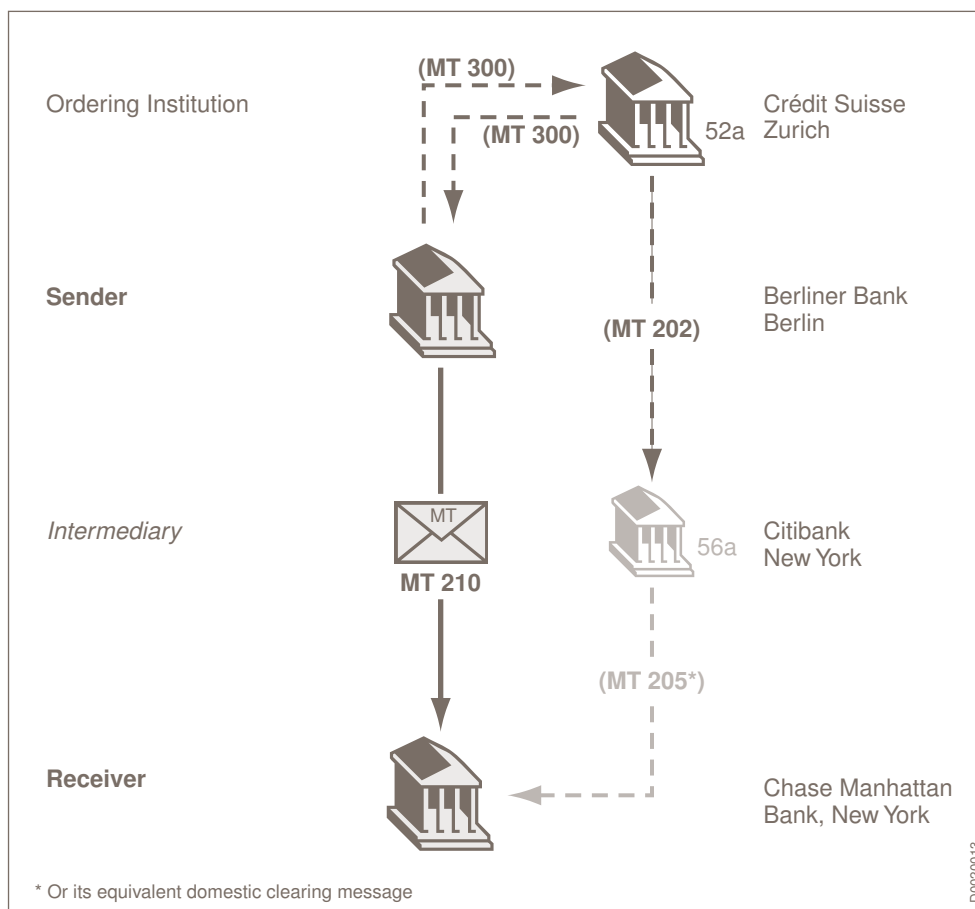 (MT 300)
Ordering Institution
Crédit Suisse
Zurich
52a
(MT 300)
Sender
Berliner Bank
Berlin
(MT 202)
MT
Intermediary
56a
Citibank
New York
MT 210
(MT 205*)
Receiver
Chase Manhattan
Bank, New York
* Or its equivalent domestic clearing message
D0020013